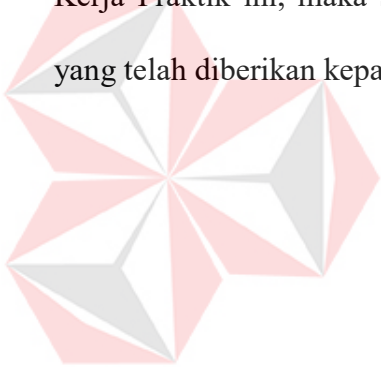 Kerja Praktik ini, maka
yang telah diberikan kepa